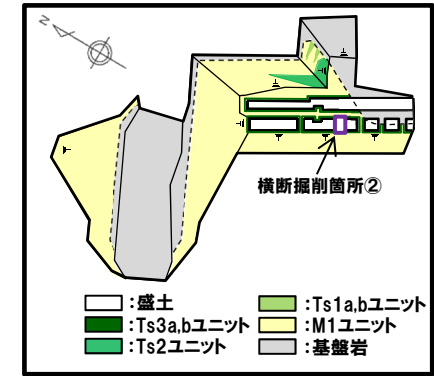 N
横断掘削箇所②
：盛土
：Ts1a,bユニット
：Ts3a,bユニット
：M1ユニット
：Ts2ユニット
：基盤岩